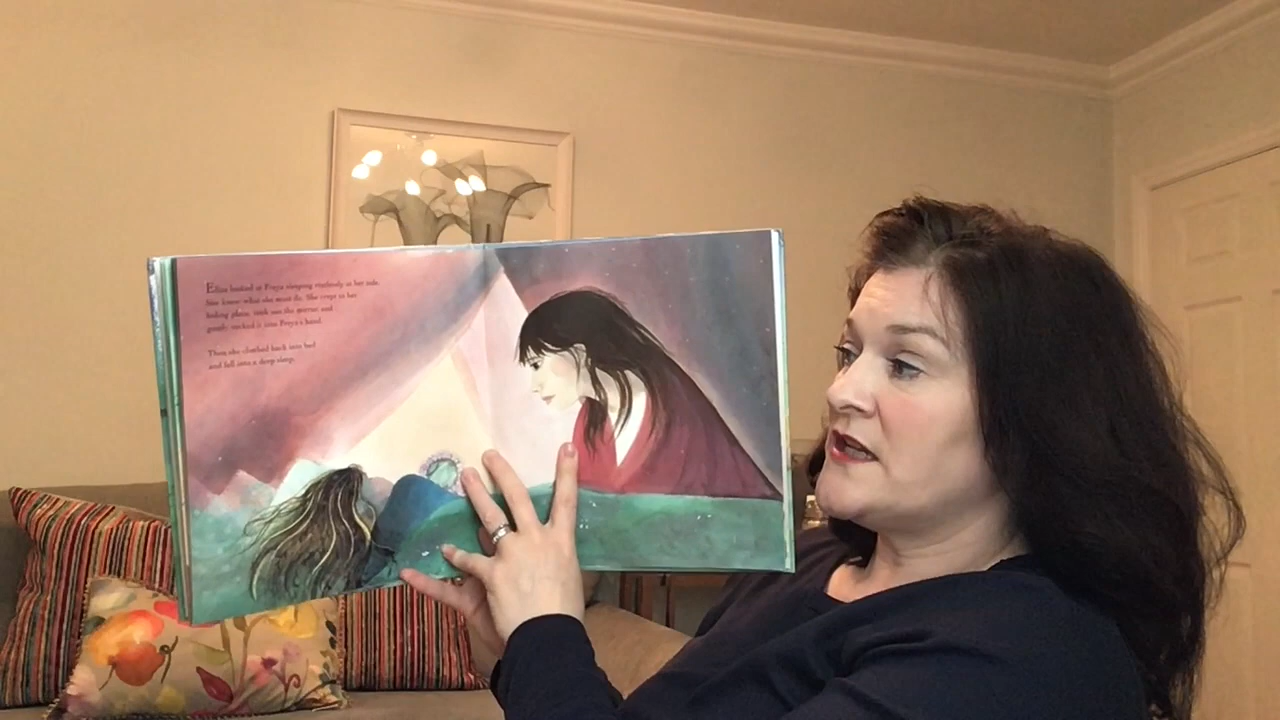 Eliza looked at Freya sleeping restlessly at her side.
She knew what she must do. She crept to her
hiding place, took out the mirror and
gently tucked it into Freya's hand.
Then she climbed back into bed
and fell into a deep sleep.